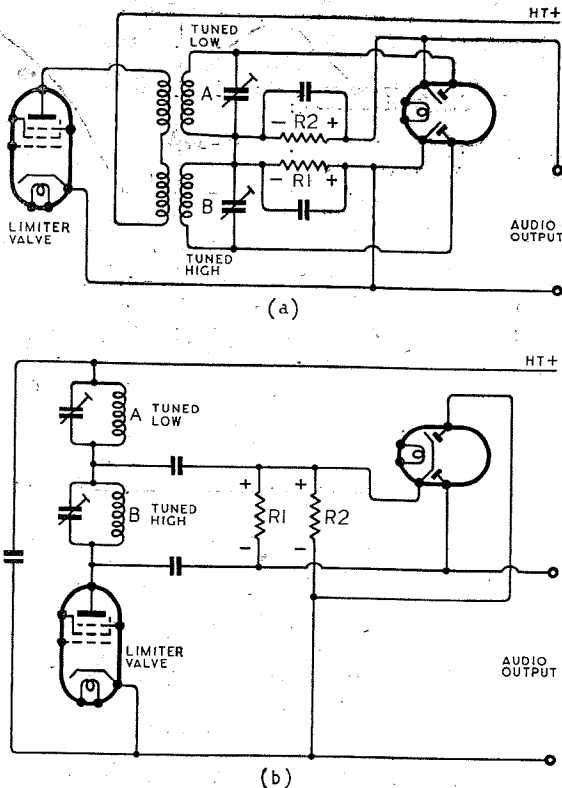 HT+
TUNED
LOW
A
- R2 +
- R1 +
B
LIMITER
VALVE
TUNED
HIGH
AUDIO
OUTPUT
(a)
HT+
A TUNED
LOW
B TUNED
HIGH
+ +
R1 R2
- -
LIMITER
VALVE
AUDIO
OUTPUT
(b)